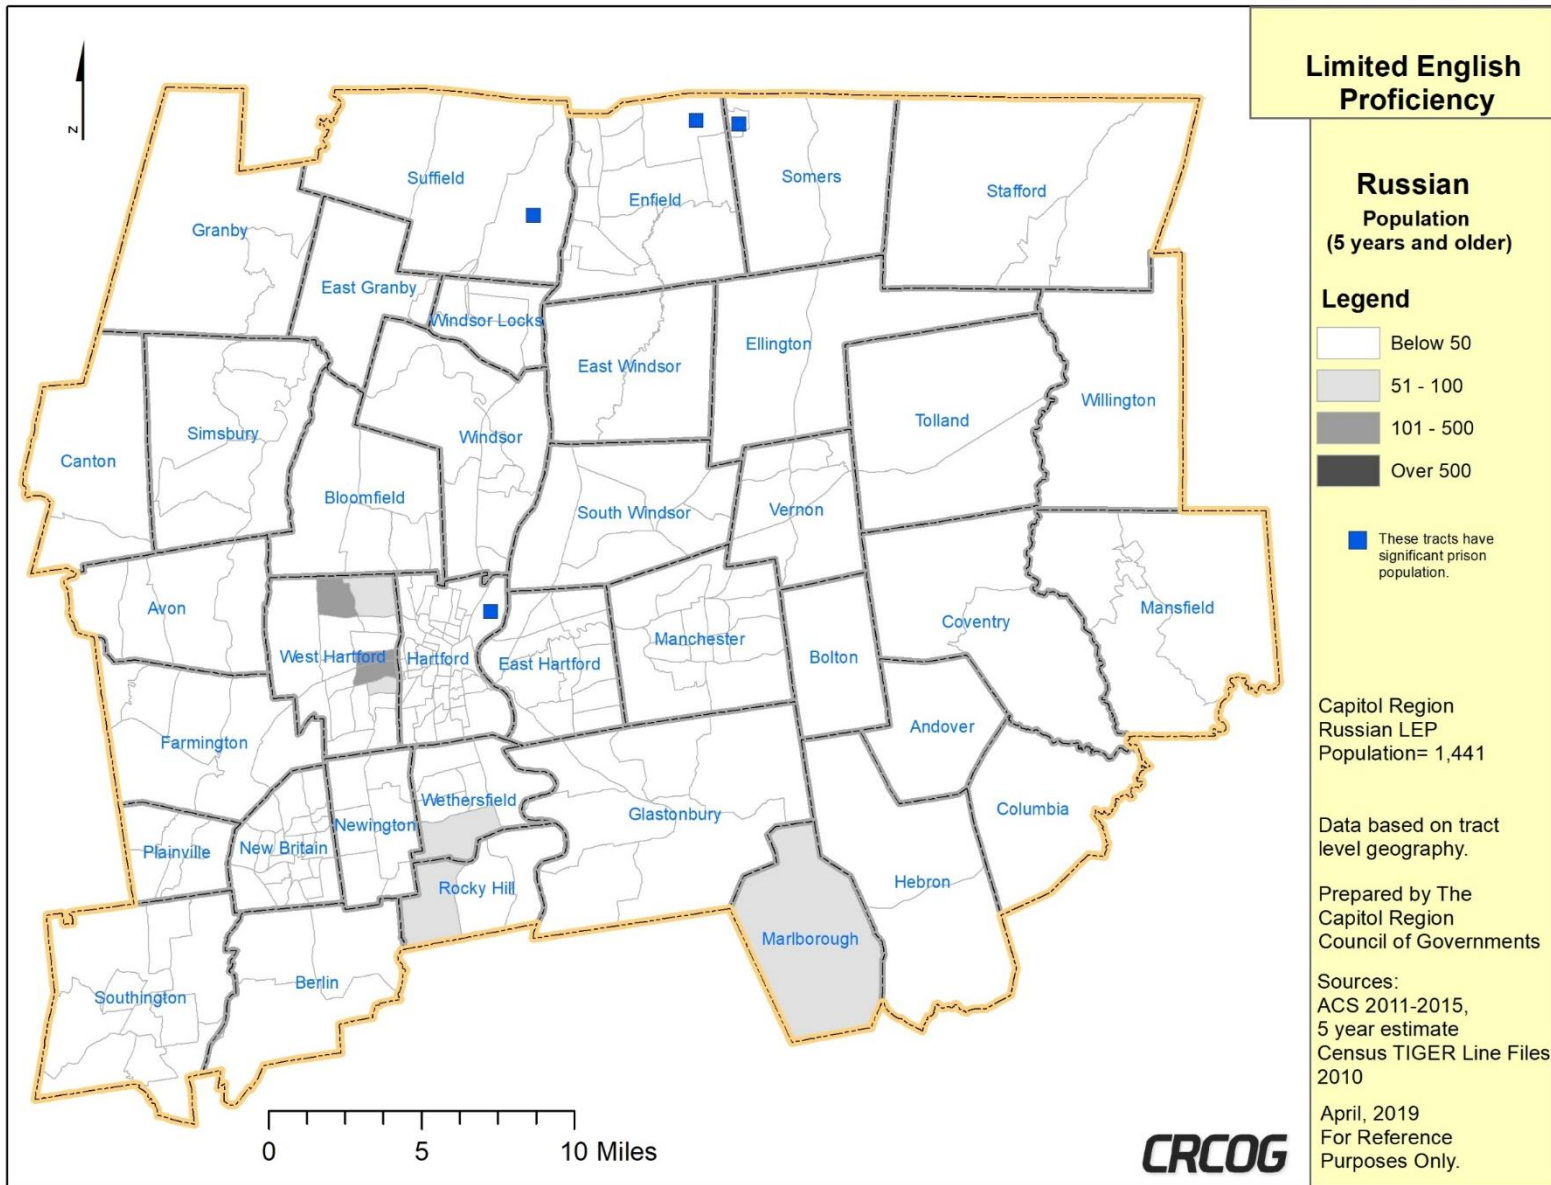 Limited English
Proficiency
Russian
Population
(5 years and older)
Legend
Below 50
51 - 100
101 - 500
Over 500
These tracts have
significant prison
population.
Capitol Region
Russian LEP
Population= 1,441
Data based on tract
level geography.
Prepared by The
Capitol Region
Council of Governments
Sources:
ACS 2011-2015,
5 year estimate
Census TIGER Line Files
2010
April, 2019
For Reference
Purposes Only.
N
Suffield
Enfield
Somers
Stafford
Granby
East Granby
Windsor Locks
Ellington
East Windsor
Willington
Tolland
Simsbury
Windsor
Canton
Bloomfield
South Windsor
Vernon
Avon
Mansfield
Coventry
Manchester
West Hartford
Hartford
East Hartford
Bolton
Andover
Farmington
Wethersfield
Columbia
Glastonbury
Newington
New Britain
Plainville
Rocky Hill
Hebron
Marlborough
Berlin
Southington
0 5 10 Miles
CRCOG